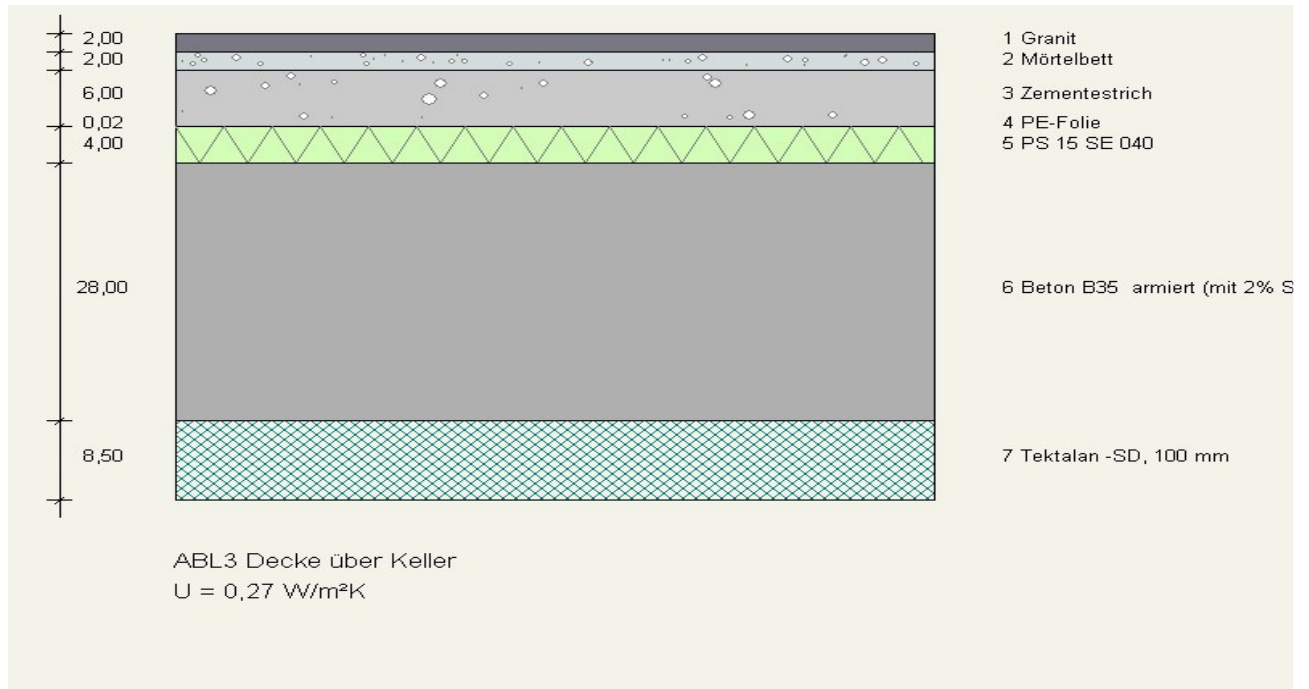 2,00 1 Granit
2,00 2 Mörtelbett
6,00 3 Zementestrich
0,02 4 PE-Folie
4,00 5 PS 15 SE 040
28,00 6 Beton B35 armiert (mit 2% S
8,50 7 Tektalan -SD, 100 mm
ABL3 Decke über Keller
U = 0,27 W/m²K